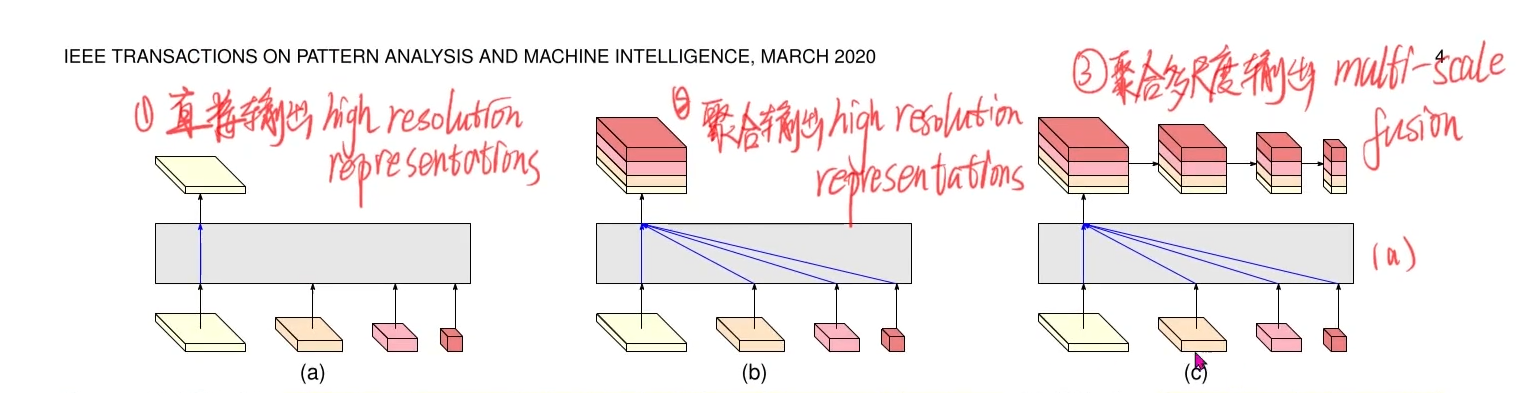 IEEE TRANSACTIONS ON PATTERN ANALYSIS AND MACHINE INTELLIGENCE, MARCH 2020
4
① 直接输出 high resolution
representations
② 聚合输出 high resolution
representations
③ 聚合多尺度输出 multi-scale
fusion
(a)
(a)
(b)
(c)